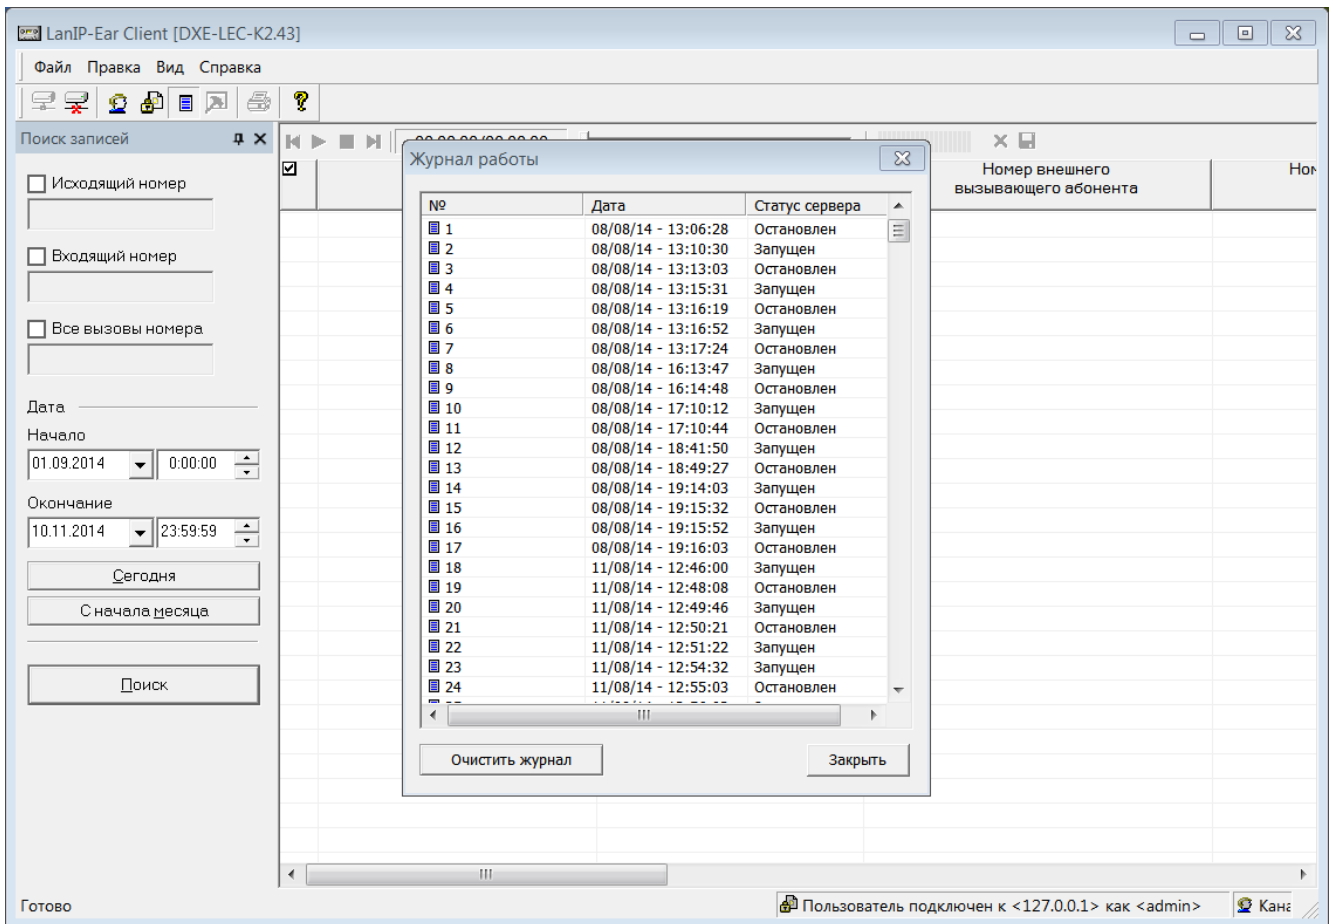 LanIP-Ear Client [DXE-LEC-K2.43]
Файл Правка Вид Справка
Поиск записей
Исходящий номер
Входящий номер
Все вызовы номера
Дата
Начало
01.09.2014 0:00:00
Окончание
10.11.2014 23:59:59
Сегодня
С начала месяца
Поиск
Номер внешнего
вызывающего абонента
Журнал работы
№ Дата Статус сервера
1 08/08/14 - 13:06:28 Остановлен
2 08/08/14 - 13:10:30 Запущен
3 08/08/14 - 13:13:03 Остановлен
4 08/08/14 - 13:15:31 Запущен
5 08/08/14 - 13:16:19 Остановлен
6 08/08/14 - 13:16:52 Запущен
7 08/08/14 - 13:17:24 Остановлен
8 08/08/14 - 16:13:47 Запущен
9 08/08/14 - 16:14:48 Остановлен
10 08/08/14 - 17:10:12 Запущен
11 08/08/14 - 17:10:44 Остановлен
12 08/08/14 - 18:41:50 Запущен
13 08/08/14 - 18:49:27 Остановлен
14 08/08/14 - 19:14:03 Запущен
15 08/08/14 - 19:15:32 Остановлен
16 08/08/14 - 19:15:52 Запущен
17 08/08/14 - 19:16:03 Остановлен
18 11/08/14 - 12:46:00 Запущен
19 11/08/14 - 12:48:08 Остановлен
20 11/08/14 - 12:49:46 Запущен
21 11/08/14 - 12:50:21 Остановлен
22 11/08/14 - 12:51:22 Запущен
23 11/08/14 - 12:54:32 Запущен
24 11/08/14 - 12:55:03 Остановлен
Очистить журнал Закрыть
Готово
Пользователь подключен к <127.0.0.1> как <admin>